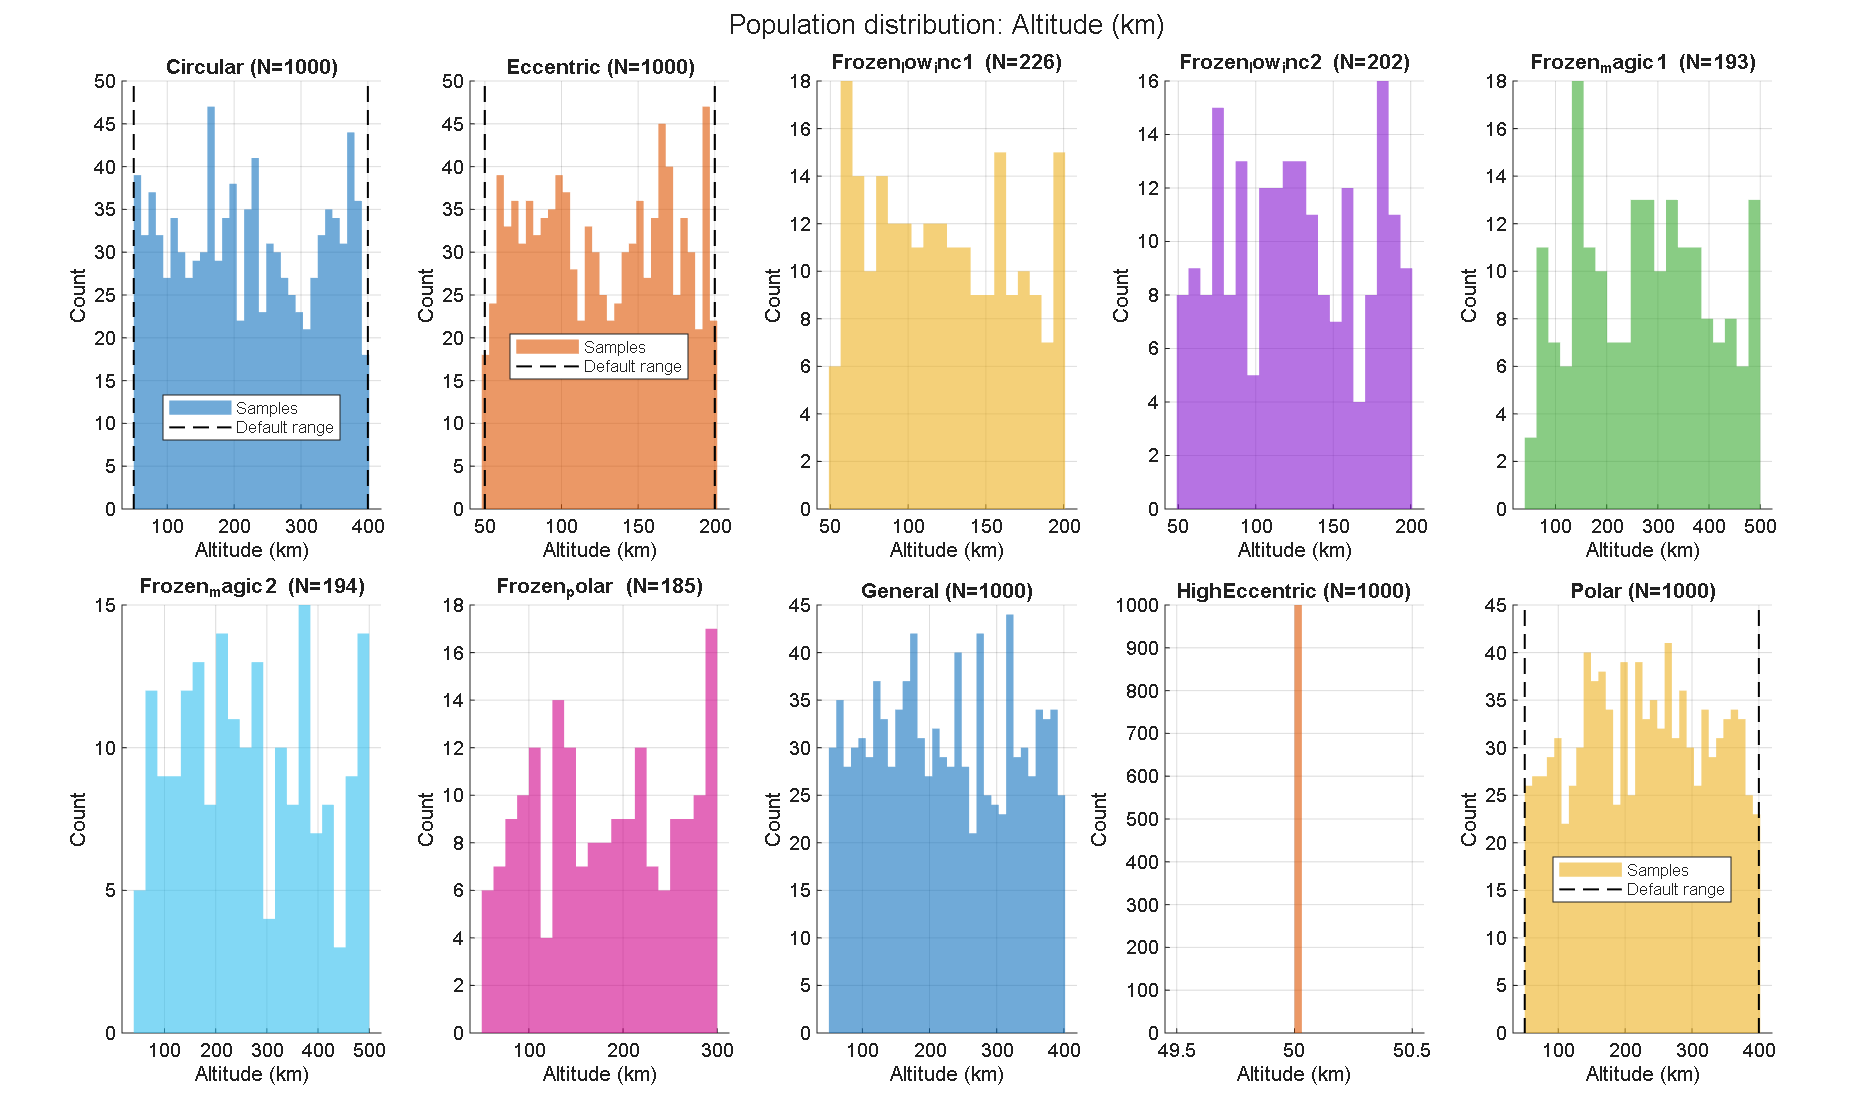 Population distribution: Altitude (km)
Circular (N=1000)
50
45
40
35
30
25
20
15
10
5
0
Count
Samples
Default range
100 200 300 400
Altitude (km)
Eccentric (N=1000)
50
45
40
35
30
25
20
15
10
5
0
Count
Samples
Default range
50 100 150 200
Altitude (km)
Frozenlowinc1 (N=226)
18
16
14
12
10
8
6
4
2
0
Count
50 100 150 200
Altitude (km)
Frozenlowinc2 (N=202)
16
14
12
10
8
6
4
2
0
Count
50 100 150 200
Altitude (km)
Frozenmagic1 (N=193)
18
16
14
12
10
8
6
4
2
0
Count
100 200 300 400 500
Altitude (km)
Frozenmagic2 (N=194)
15
10
5
0
Count
100 200 300 400 500
Altitude (km)
Frozenpolar (N=185)
18
16
14
12
10
8
6
4
2
0
Count
100 200 300
Altitude (km)
General (N=1000)
45
40
35
30
25
20
15
10
5
0
Count
100 200 300 400
Altitude (km)
HighEccentric (N=1000)
1000
900
800
700
600
500
400
300
200
100
0
Count
49.5 50 50.5
Altitude (km)
Polar (N=1000)
45
40
35
30
25
20
15
10
5
0
Count
Samples
Default range
100 200 300 400
Altitude (km)